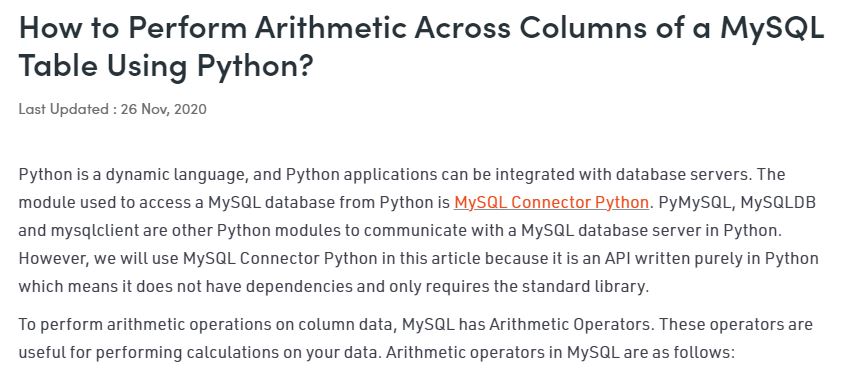 How to Perform Arithmetic Across Columns of a MySQL
Table Using Python?
Last Updated : 26 Nov, 2020
Python is a dynamic language, and Python applications can be integrated with database servers. The
module used to access a MySQL database from Python is MySQL Connector Python. PyMySQL, MySQLDB
and mysqlclient are other Python modules to communicate with a MySQL database server in Python.
However, we will use MySQL Connector Python in this article because it is an API written purely in Python
which means it does not have dependencies and only requires the standard library.
To perform arithmetic operations on column data, MySQL has Arithmetic Operators. These operators are
useful for performing calculations on your data. Arithmetic operators in MySQL are as follows: